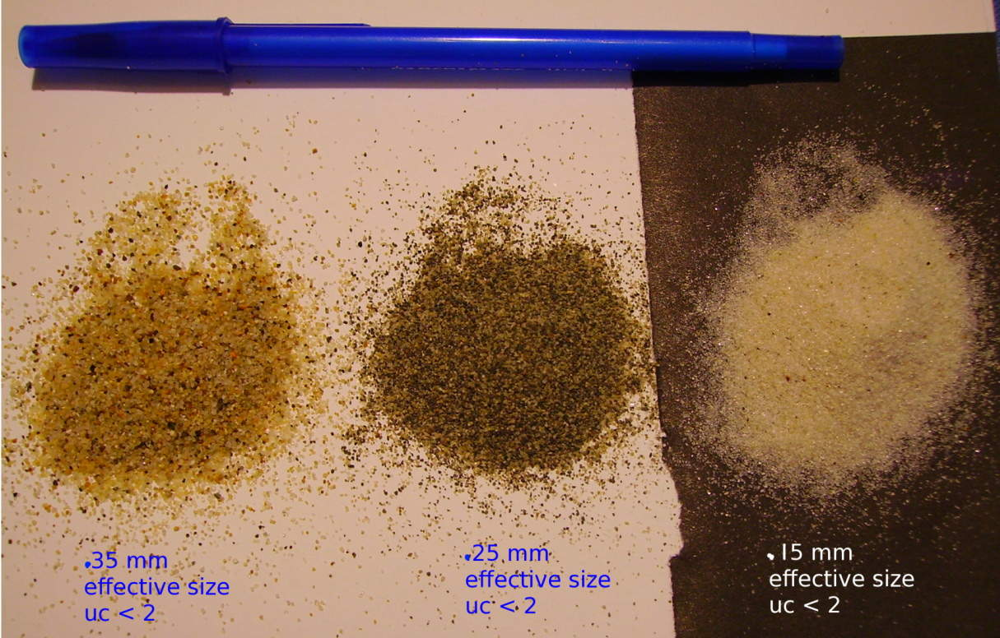 .35 mm
effective size
uc < 2
.25 mm
effective size
uc < 2
.15 mm
effective size
uc < 2